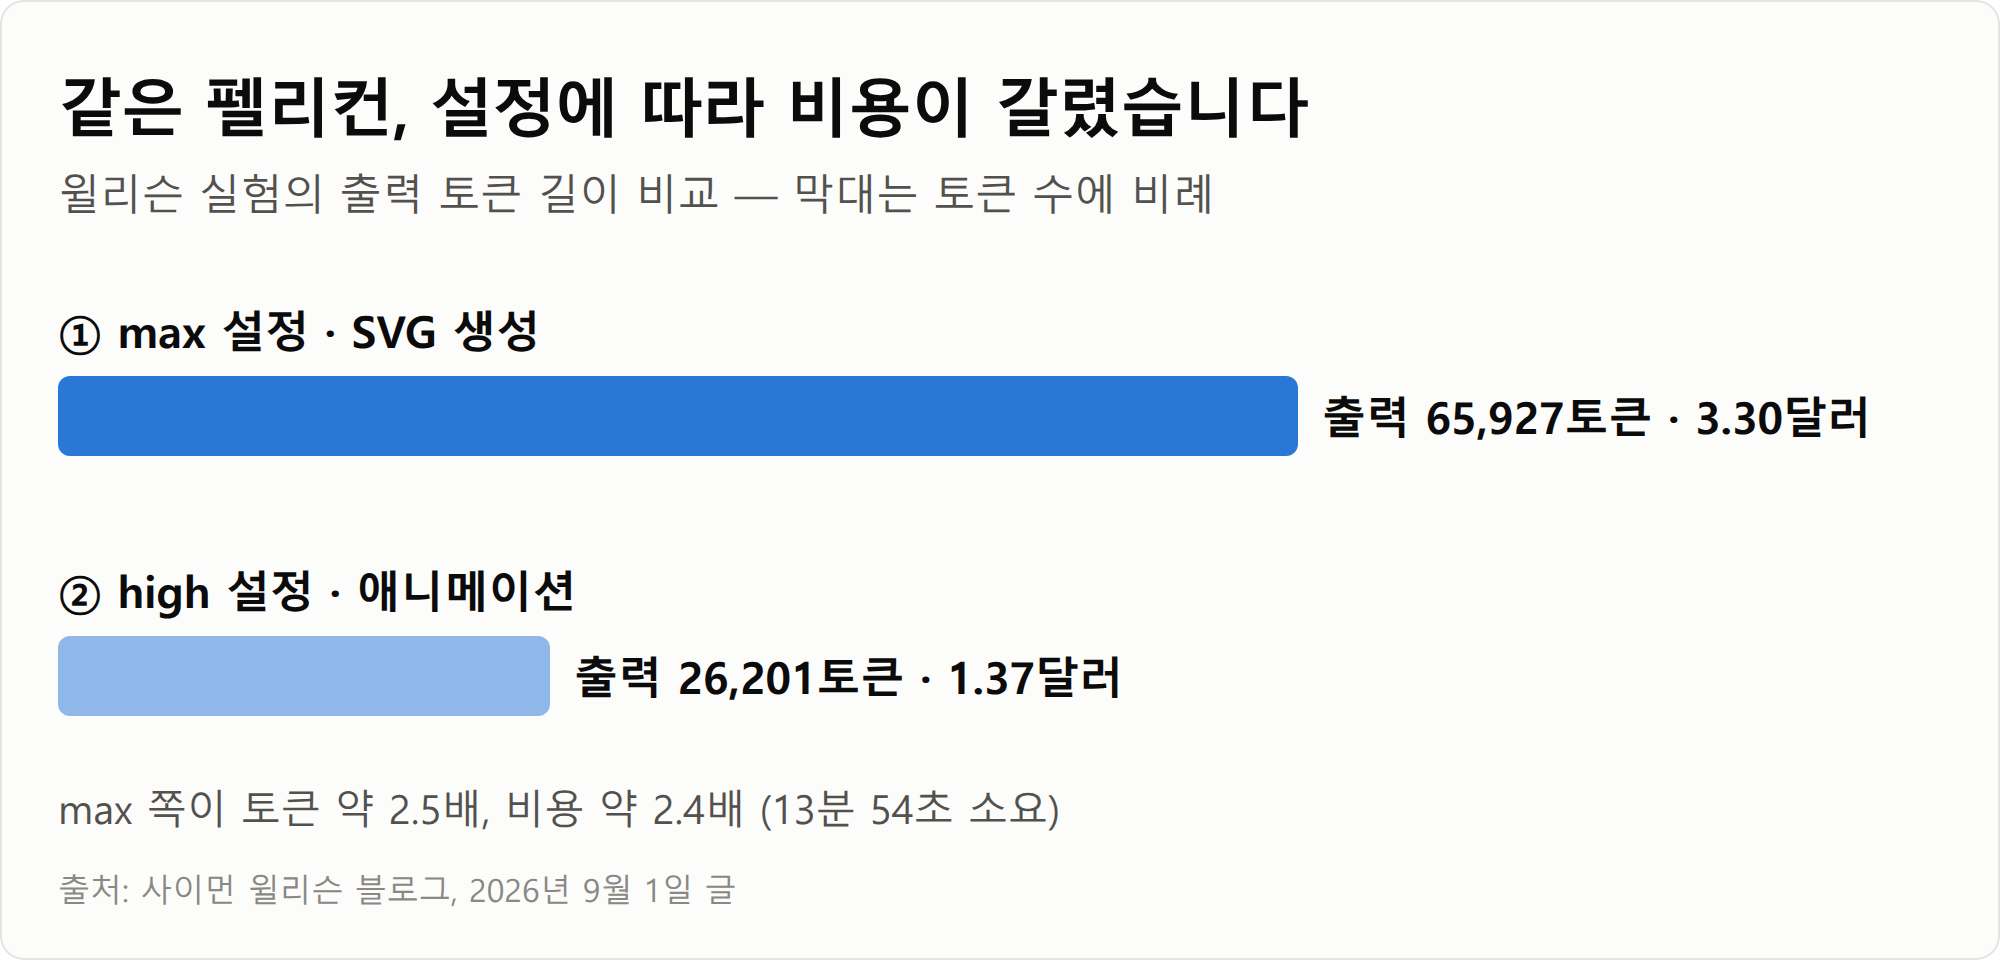 같은 펠리컨, 설정에 따라 비용이 갈렸습니다
윌리슨 실험의 출력 토큰 길이 비교 — 막대는 토큰 수에 비례
① max 설정 · SVG 생성
출력 65,927토큰 · 3.30달러
② high 설정 · 애니메이션
출력 26,201토큰 · 1.37달러
max 쪽이 토큰 약 2.5배, 비용 약 2.4배 (13분 54초 소요)
출처: 사이먼 윌리슨 블로그, 2026년 9월 1일 글